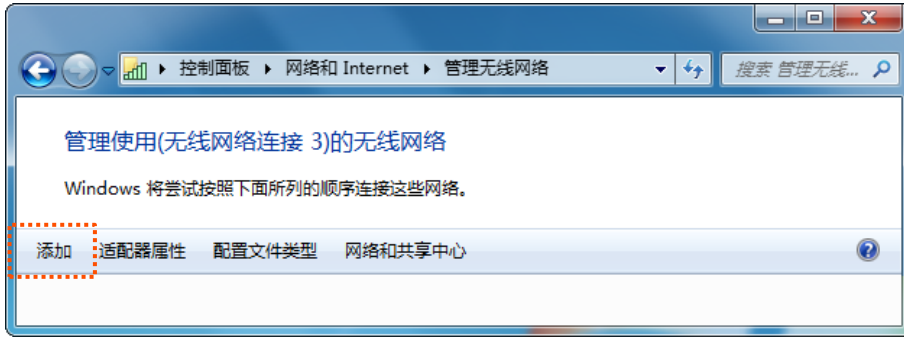 控制面板 ▸ 网络和 Internet ▸ 管理无线网络
搜索 管理无线...
管理使用(无线网络连接 3)的无线网络
Windows 将尝试按照下面所列的顺序连接这些网络。
添加 适配器属性 配置文件类型 网络和共享中心